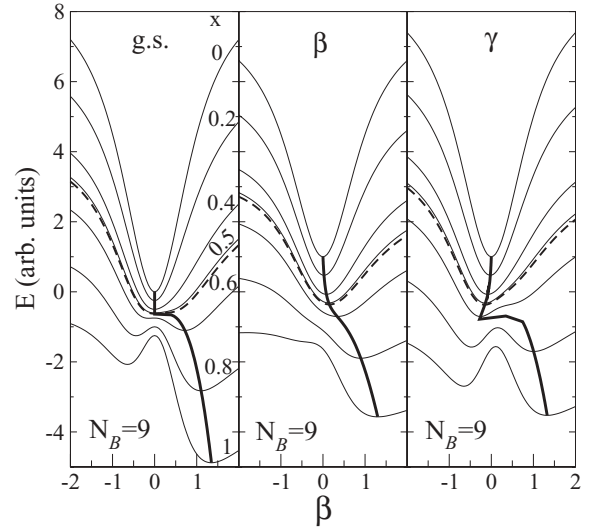 8
6
4
2
0
-2
-4
E (arb. units)
g.s.
x
β
γ
0
0.2
0.4
0.5
0.6
0.8
1
N_B=9
N_B=9
N_B=9
-2 -1 0 1
-2 -1 0 1
-2 -1 0 1 2
β